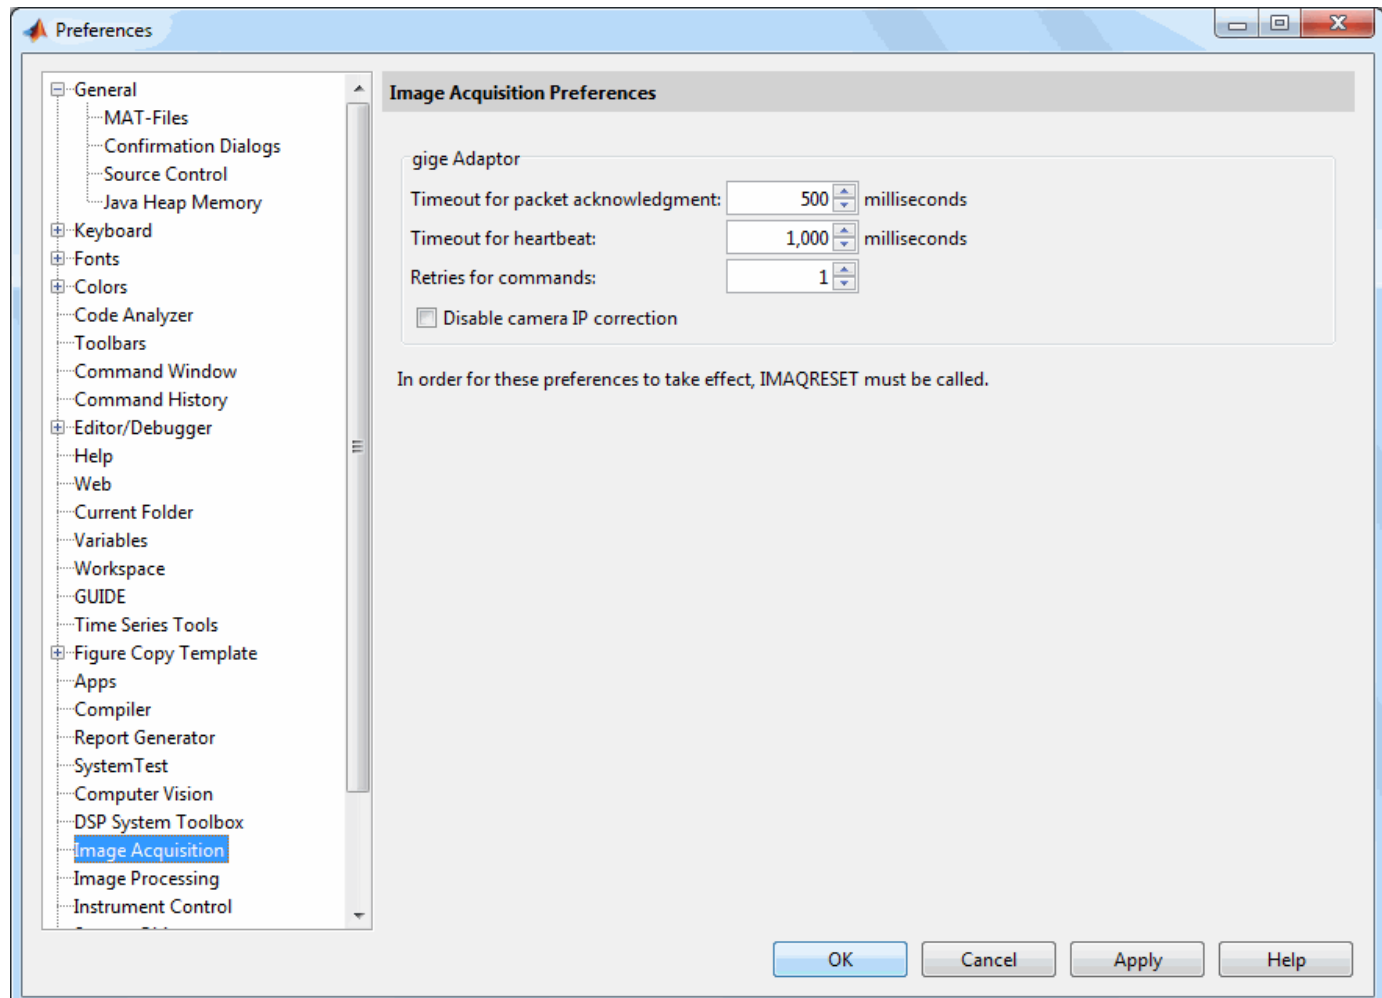 Preferences
General
MAT-Files
Confirmation Dialogs
Source Control
Java Heap Memory
Keyboard
Fonts
Colors
Code Analyzer
Toolbars
Command Window
Command History
Editor/Debugger
Help
Web
Current Folder
Variables
Workspace
GUIDE
Time Series Tools
Figure Copy Template
Apps
Compiler
Report Generator
SystemTest
Computer Vision
DSP System Toolbox
Image Acquisition
Image Processing
Instrument Control
Image Acquisition Preferences
gige Adaptor
Timeout for packet acknowledgment: 500 milliseconds
Timeout for heartbeat: 1,000 milliseconds
Retries for commands: 1
Disable camera IP correction
In order for these preferences to take effect, IMAQRESET must be called.
OK Cancel Apply Help